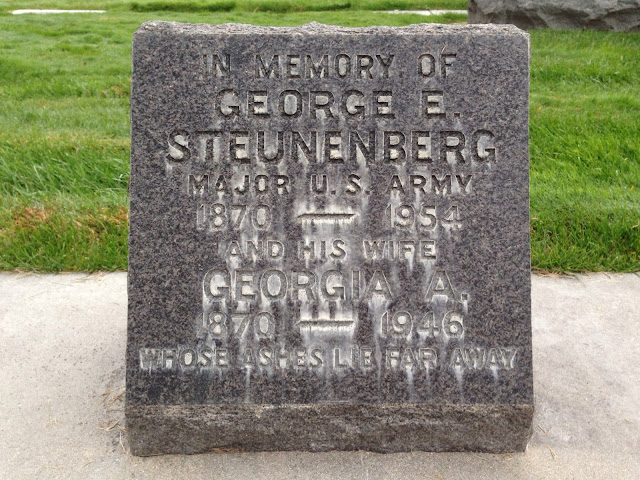 IN MEMORY OF
GEORGE E.
STEUNENBERG
MAJOR U.S. ARMY
1870 — 1954
AND HIS WIFE
GEORGIA A.
1870 — 1946
WHOSE ASHES LIE FAR AWAY